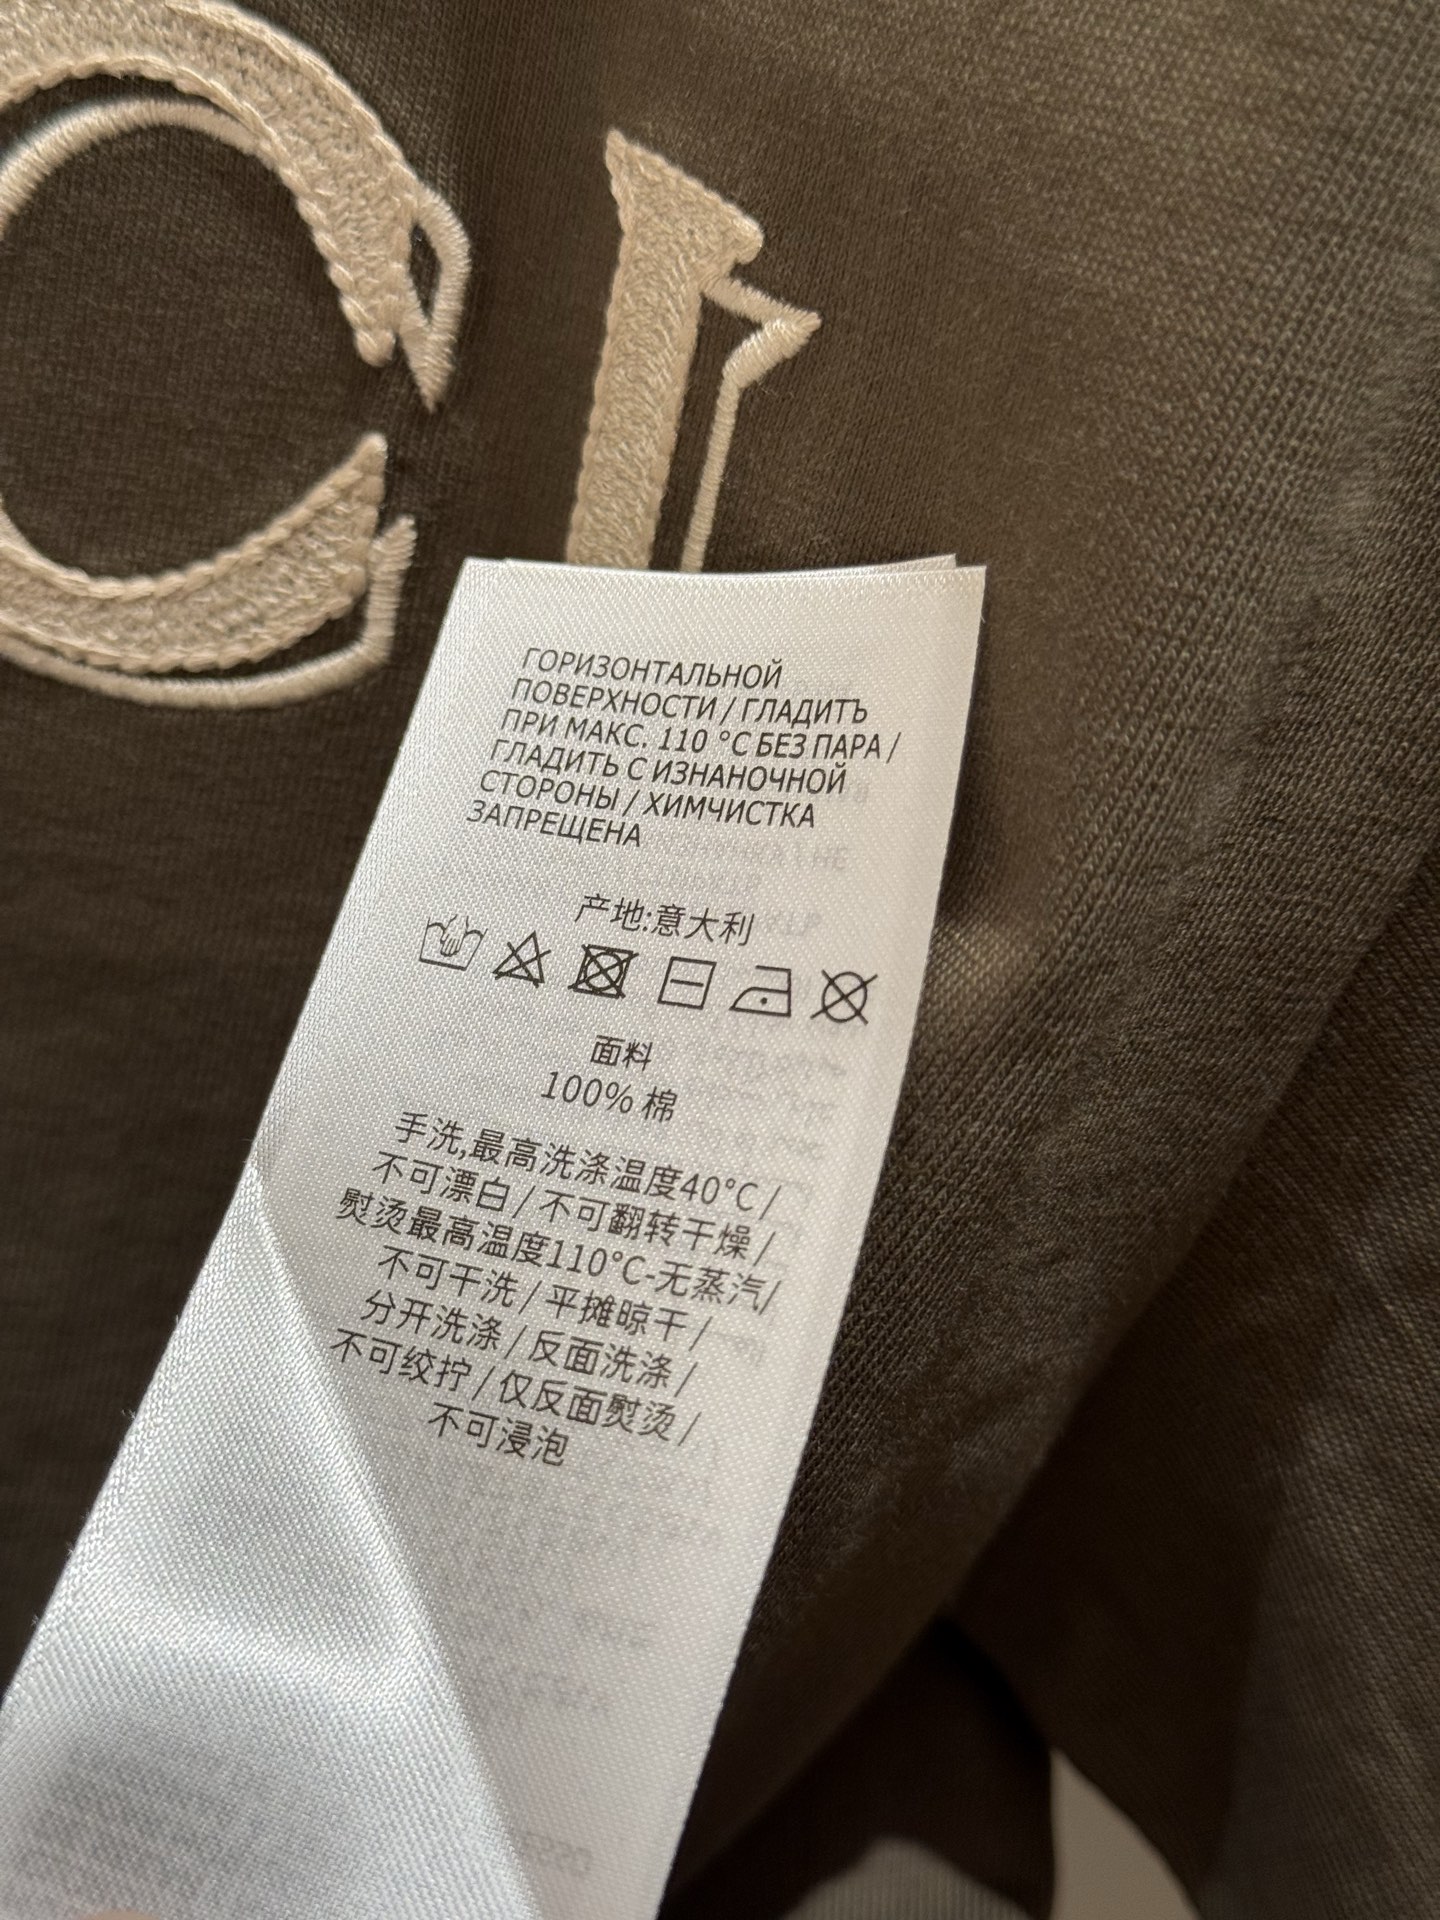 CI
ГОРИЗОНТАЛЬНОЙ
ПОВЕРХНОСТИ / ГЛАДИТЪ
ПРИ МАКС. 110 °C БЕЗ ПАРА /
ГЛАДИТЬ С ИЗНАНОЧНОЙ
СТОРОНЫ / ХИМЧИСТКА
ЗАПРЕЩЕНА
产地:意大利
面料
100% 棉
手洗,最高洗涤温度40°C /
不可漂白 / 不可翻转干燥 /
熨烫最高温度110°C-无蒸汽/
不可干洗 / 平摊晾干 /
分开洗涤 / 反面洗涤 /
不可绞拧 / 仅反面熨烫 /
不可浸泡